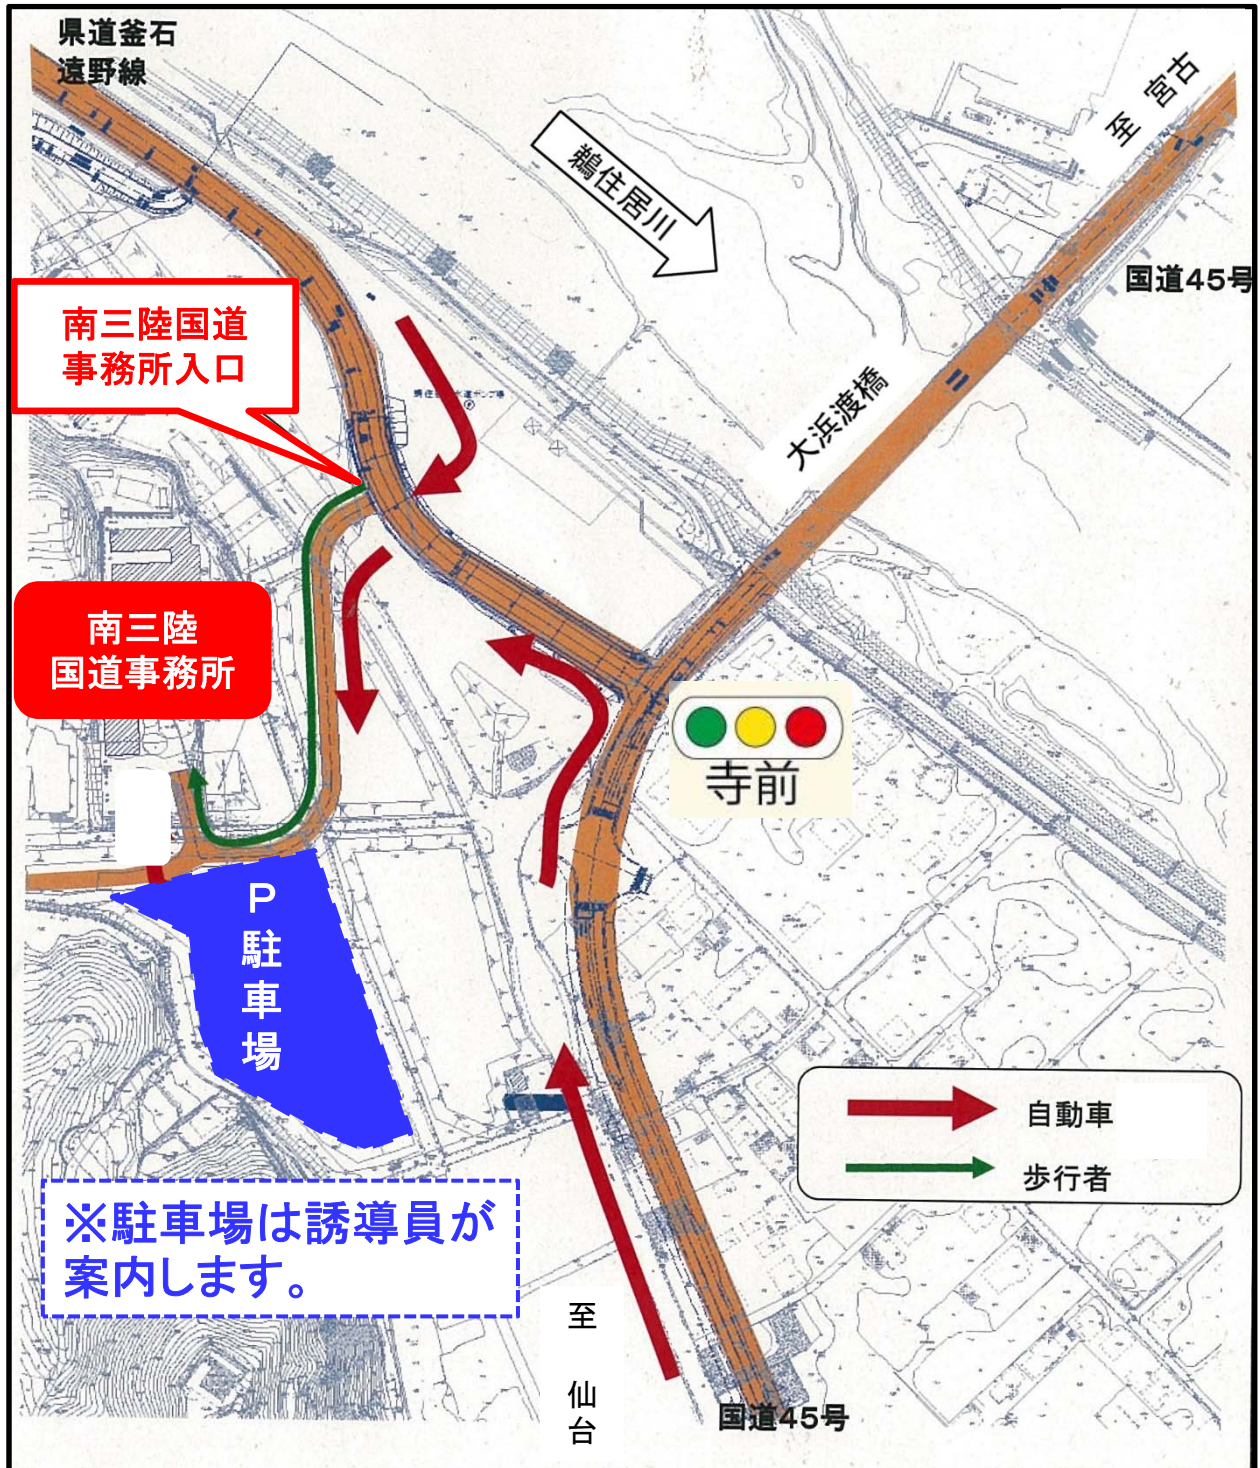 県道釜石
遠野線
至 宮古
鵜住居川
国道45号
南三陸国道
事務所入口
大浜渡橋
南三陸
国道事務所
寺前
P
駐
車
場
自動車
歩行者
※駐車場は誘導員が
案内します。
至
仙
台
国道45号